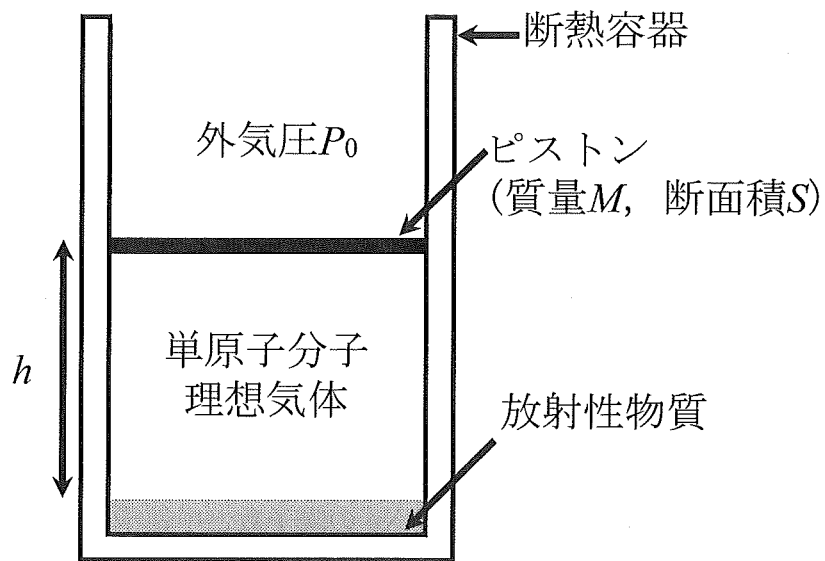 断熱容器
外気圧P₀
ピストン
(質量M, 断面積S)
h
単原子分子
理想気体
放射性物質